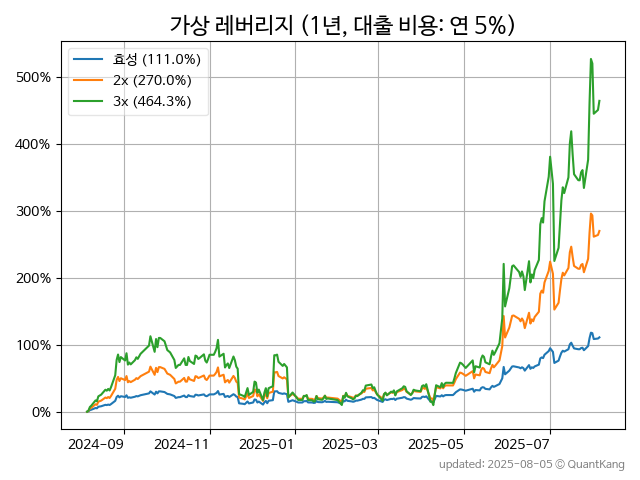 가상 레버리지 (1년, 대출 비용: 연 5%)
효성 (111.0%)
2x (270.0%)
3x (464.3%)
500%
400%
300%
200%
100%
0%
2024-09 2024-11 2025-01 2025-03 2025-05 2025-07
updated: 2025-08-05 © QuantKang